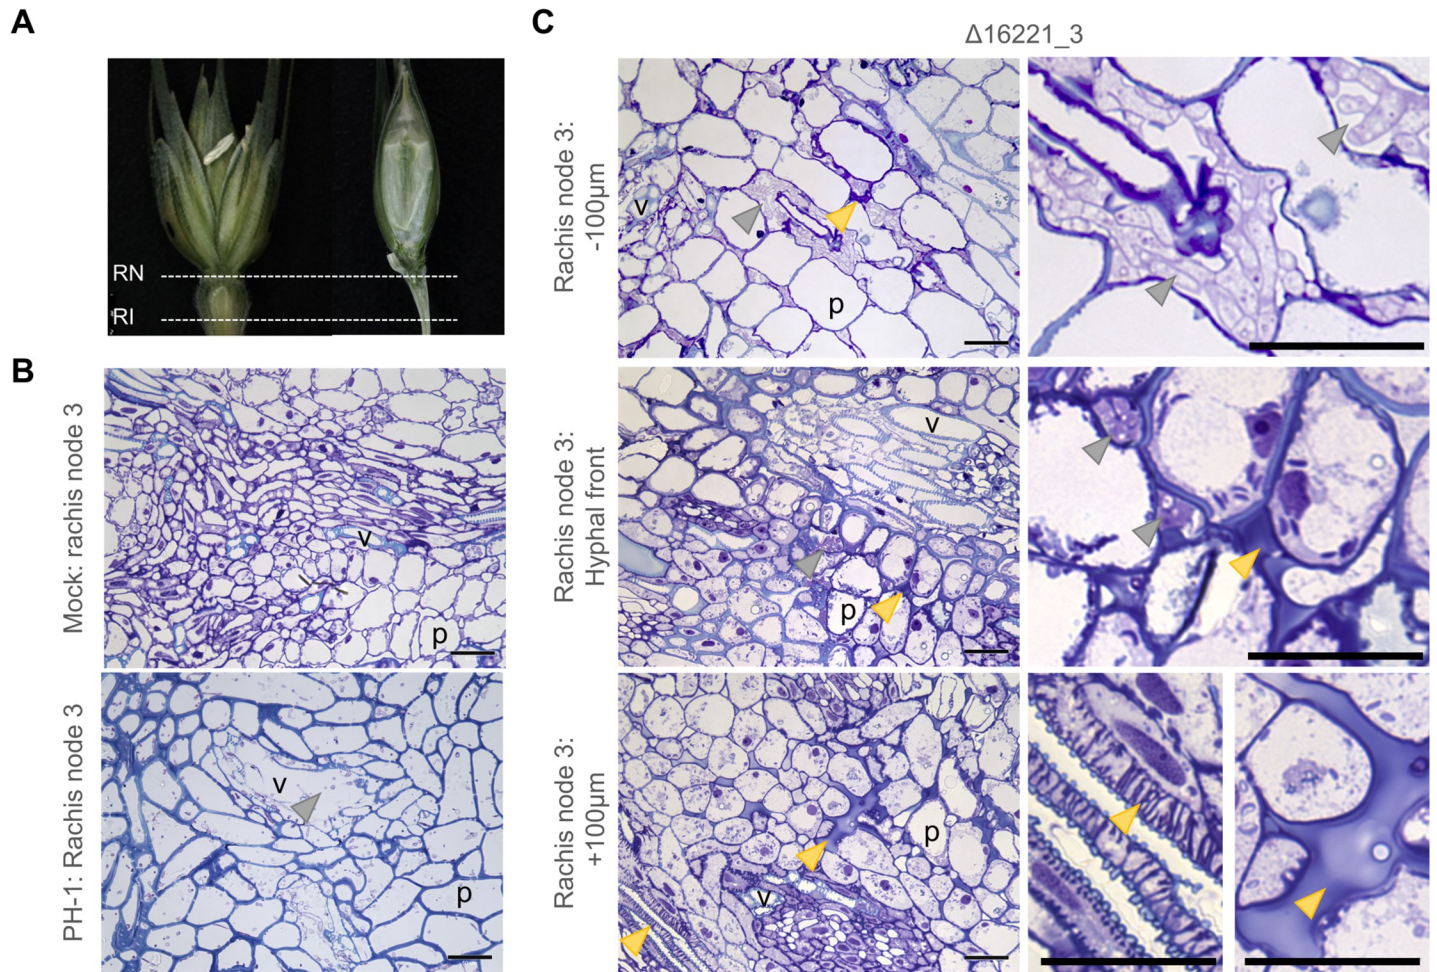 A
RN
RI
B
Mock: rachis node 3
v
p
PH-1: Rachis node 3
v
p
C
Δ16221_3
Rachis node 3:
-100µm
v
p
Rachis node 3:
Hyphal front
v
p
Rachis node 3:
+100µm
p
v